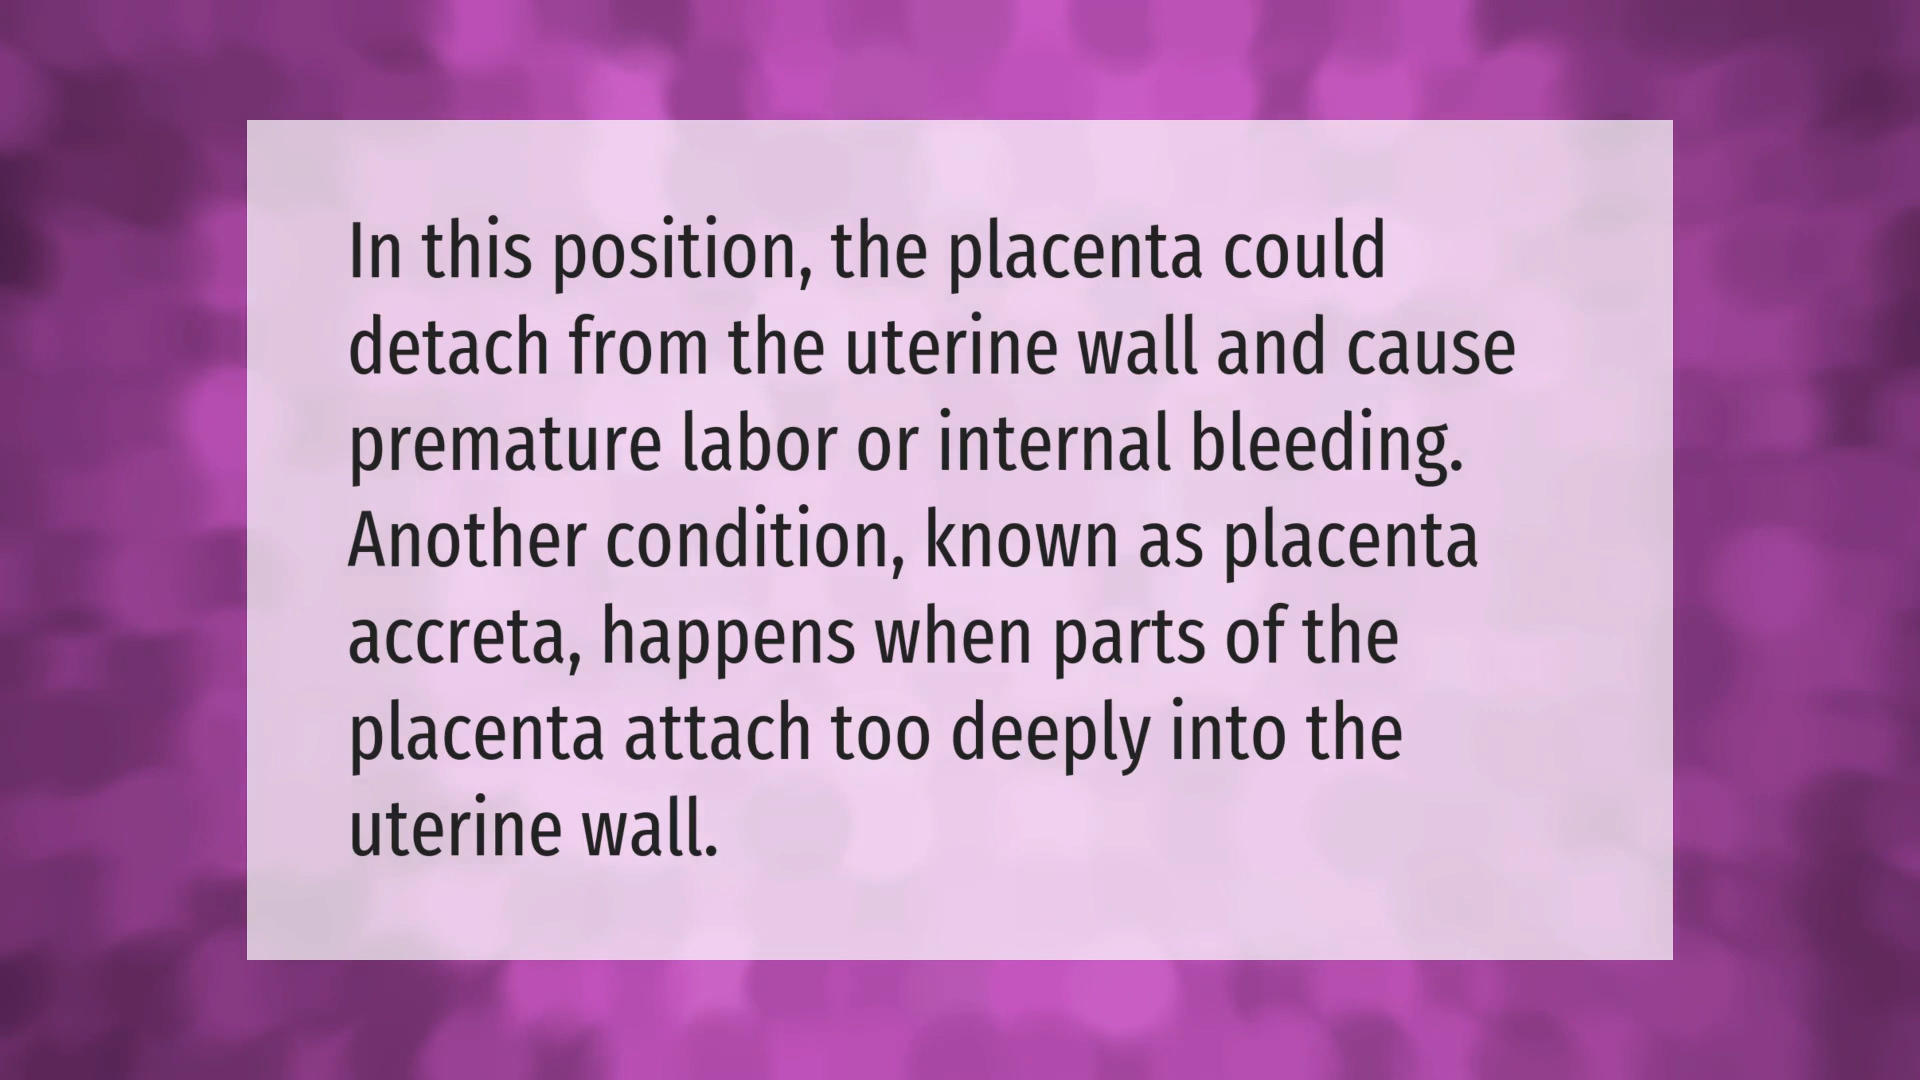 In this position, the placenta could
detach from the uterine wall and cause
premature labor or internal bleeding.
Another condition, known as placenta
accreta, happens when parts of the
placenta attach too deeply into the
uterine wall.